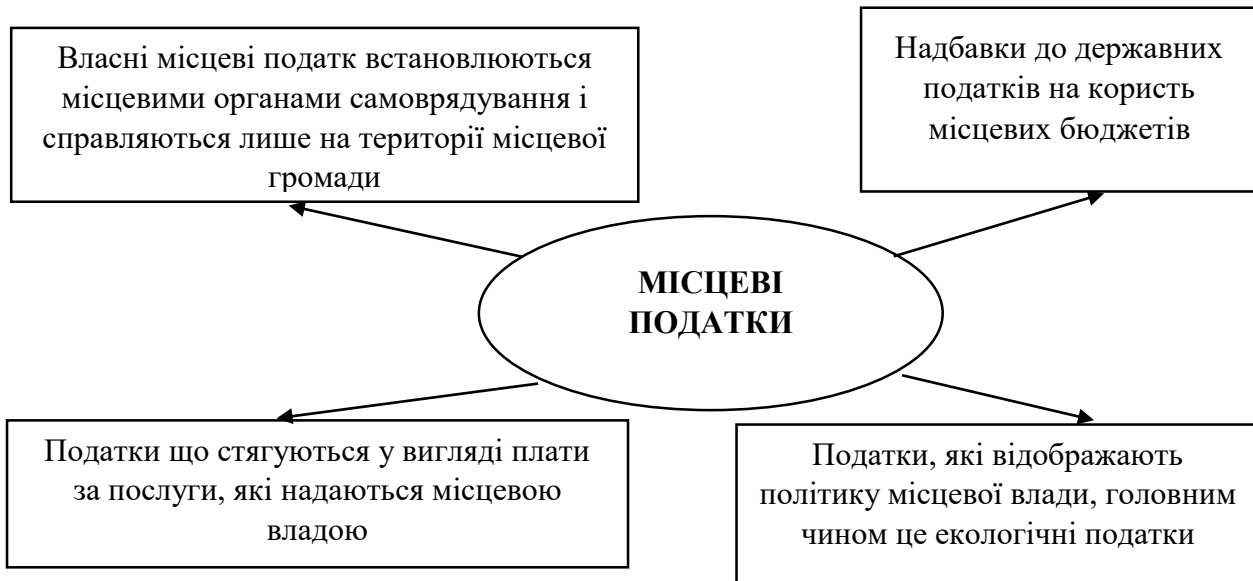 Власні місцеві податк встановлюються
місцевими органами самоврядування і
справляються лише на території місцевої
громади
Надбавки до державних
податків на користь
місцевих бюджетів
МІСЦЕВІ
ПОДАТКИ
Податки що стягуються у вигляді плати
за послуги, які надаються місцевою
владою
Податки, які відображають
політику місцевої влади, головним
чином це екологічні податки